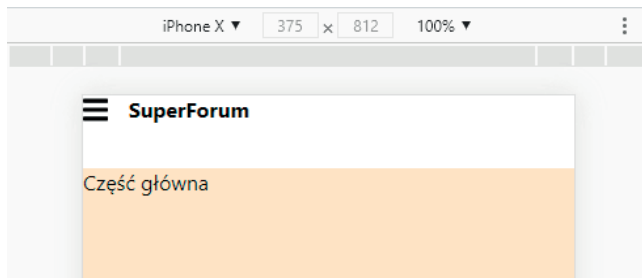 iPhone X ▼ 375 × 812 100% ▼
SuperForum
Część główna